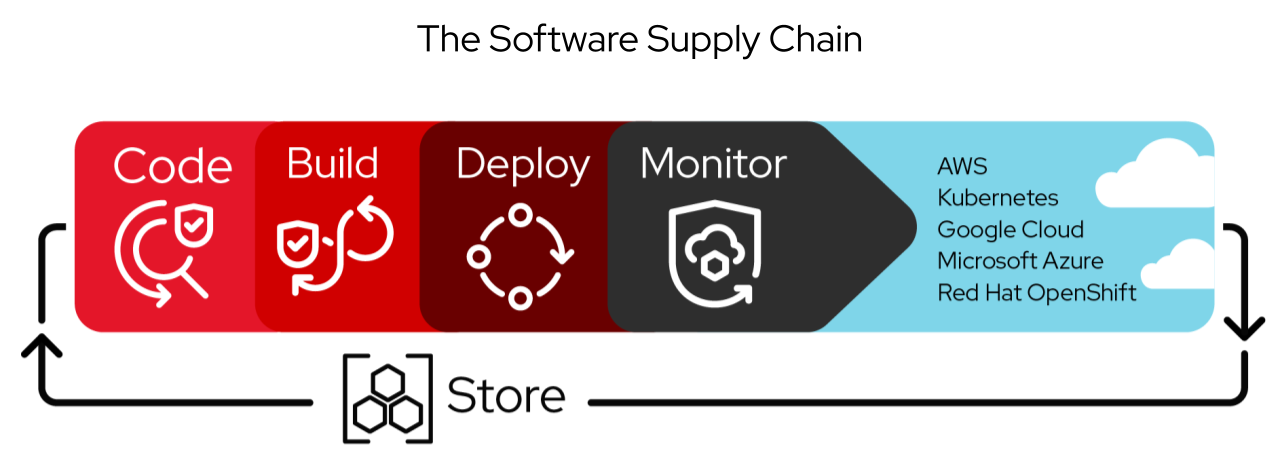 The Software Supply Chain
Code
Build
Deploy
Monitor
AWS
Kubernetes
Google Cloud
Microsoft Azure
Red Hat OpenShift
Store